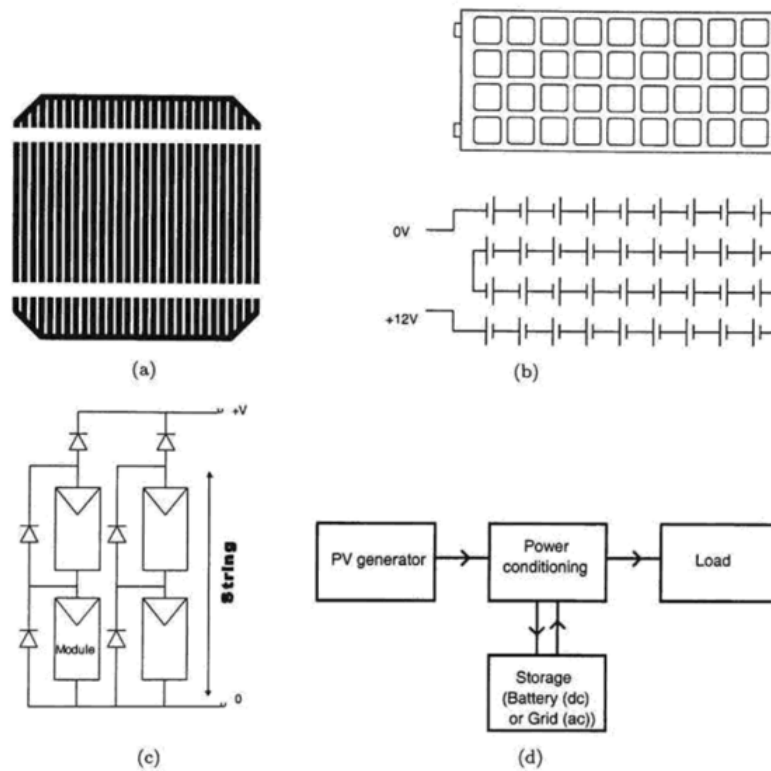 0V
+12V
(a)
(b)
+V
String
Module
0
(c)
PV generator
Power
conditioning
Load
Storage
(Battery (dc)
or Grid (ac))
(d)